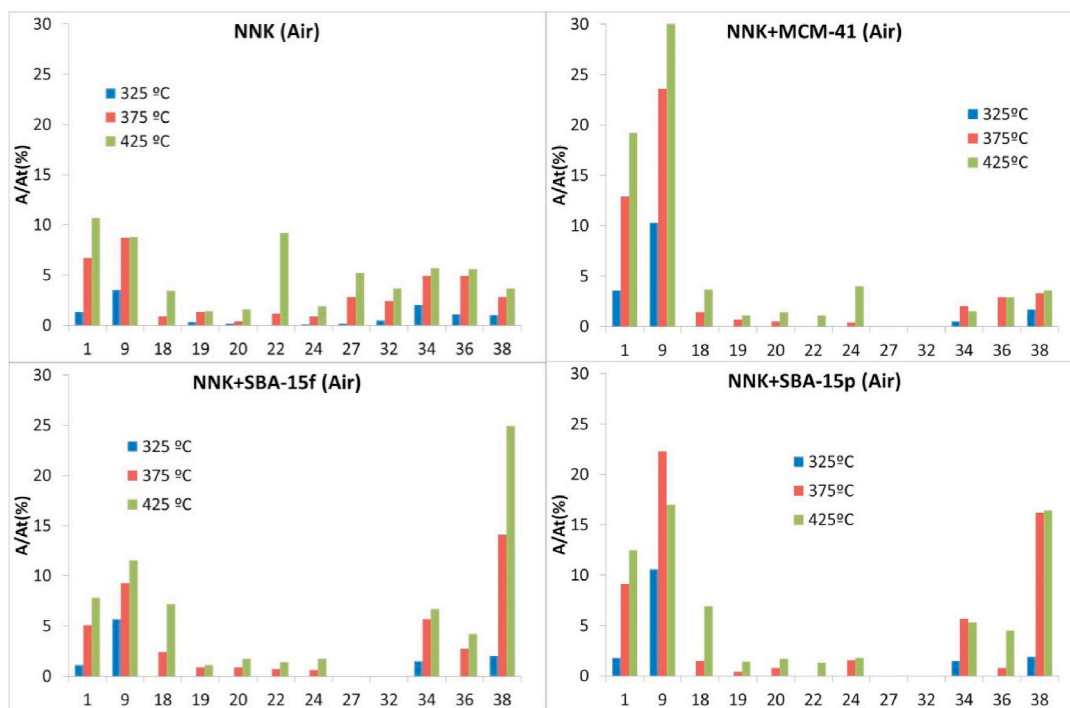 NNK (Air)
30
25
20
15
10
5
0
A/At(%)
325 ºC
375 ºC
425 ºC
1 9 18 19 20 22 24 27 32 34 36 38
NNK+MCM-41 (Air)
30
25
20
15
10
5
0
A/At(%)
325ºC
375ºC
425ºC
1 9 18 19 20 22 24 27 32 34 36 38
NNK+SBA-15f (Air)
30
25
20
15
10
5
0
A/At(%)
325 ºC
375 ºC
425 ºC
1 9 18 19 20 22 24 27 32 34 36 38
NNK+SBA-15p (Air)
30
25
20
15
10
5
0
A/At(%)
325ºC
375ºC
425ºC
1 9 18 19 20 22 24 27 32 34 36 38